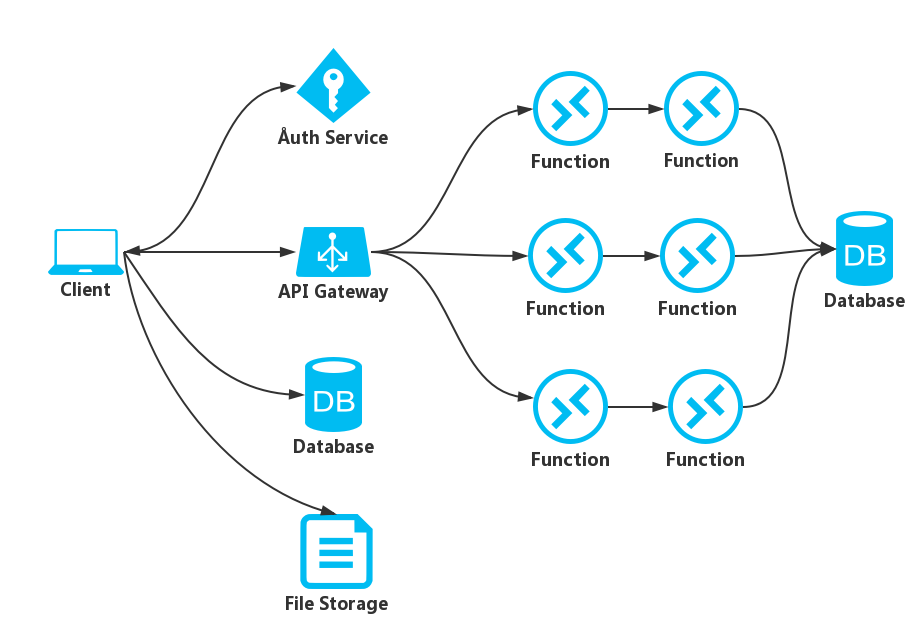 Åuth Service
Function
Function
Client
API Gateway
Function
Function
DB
Database
DB
Database
Function
Function
File Storage